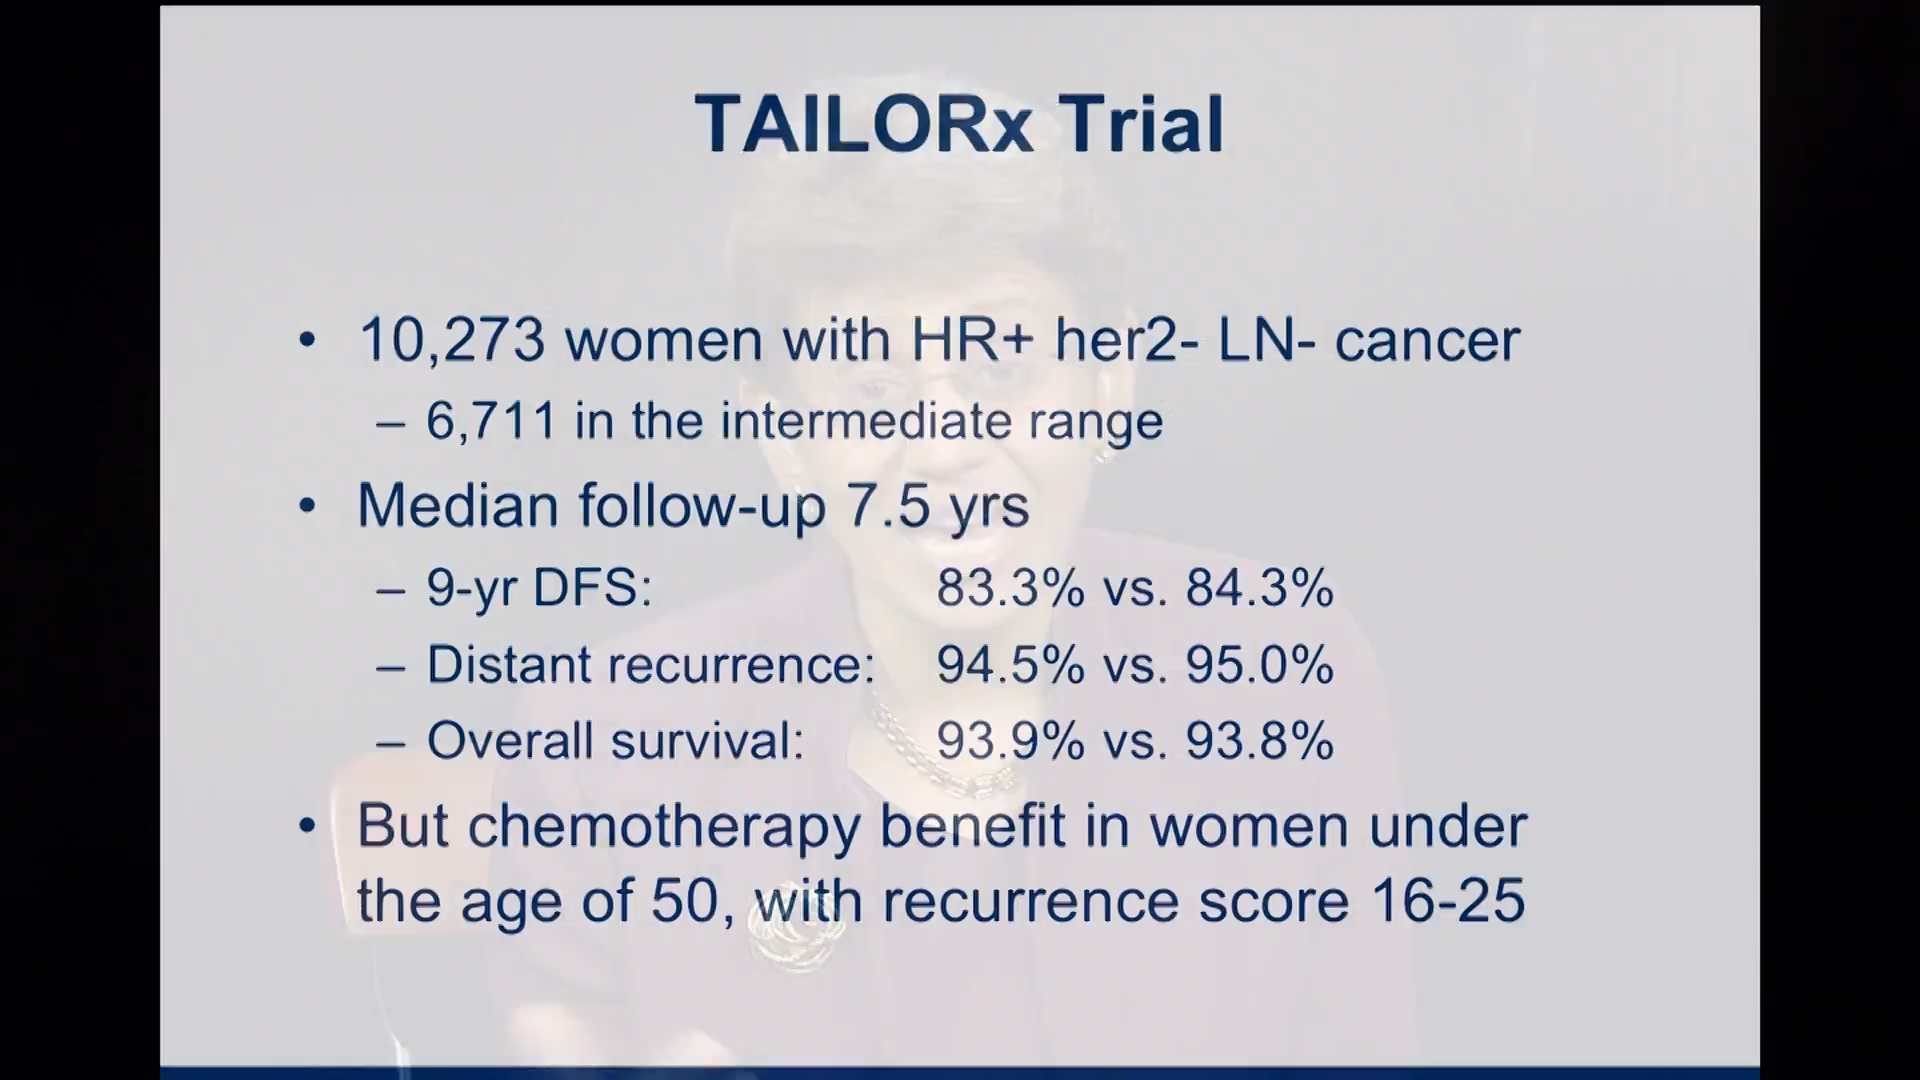 TAILORx Trial
• 10,273 women with HR+ her2- LN- cancer
– 6,711 in the intermediate range
• Median follow-up 7.5 yrs
– 9-yr DFS: 83.3% vs. 84.3%
– Distant recurrence: 94.5% vs. 95.0%
– Overall survival: 93.9% vs. 93.8%
• But chemotherapy benefit in women under
the age of 50, with recurrence score 16-25